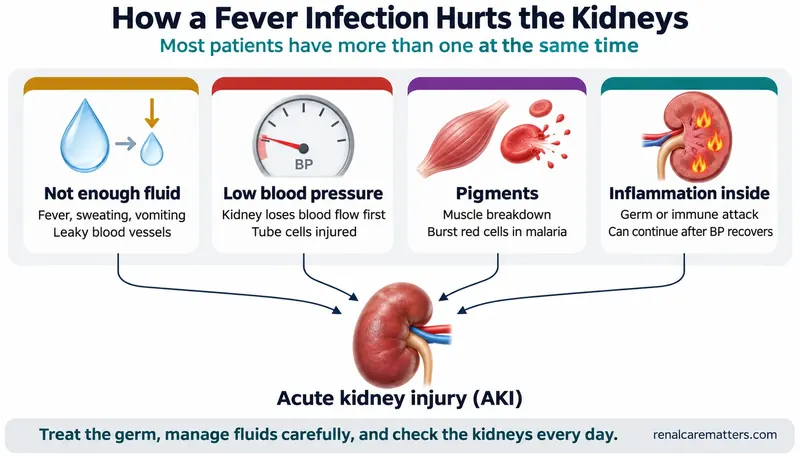 How a Fever Infection Hurts the Kidneys
Most patients have more than one at the same time
Not enough fluid
Fever, sweating, vomiting
Leaky blood vessels
BP
Low blood pressure
Kidney loses blood flow first
Tube cells injured
Pigments
Muscle breakdown
Burst red cells in malaria
Inflammation inside
Germ or immune attack
Can continue after BP recovers
Acute kidney injury (AKI)
Treat the germ, manage fluids carefully, and check the kidneys every day.
renalcarematters.com